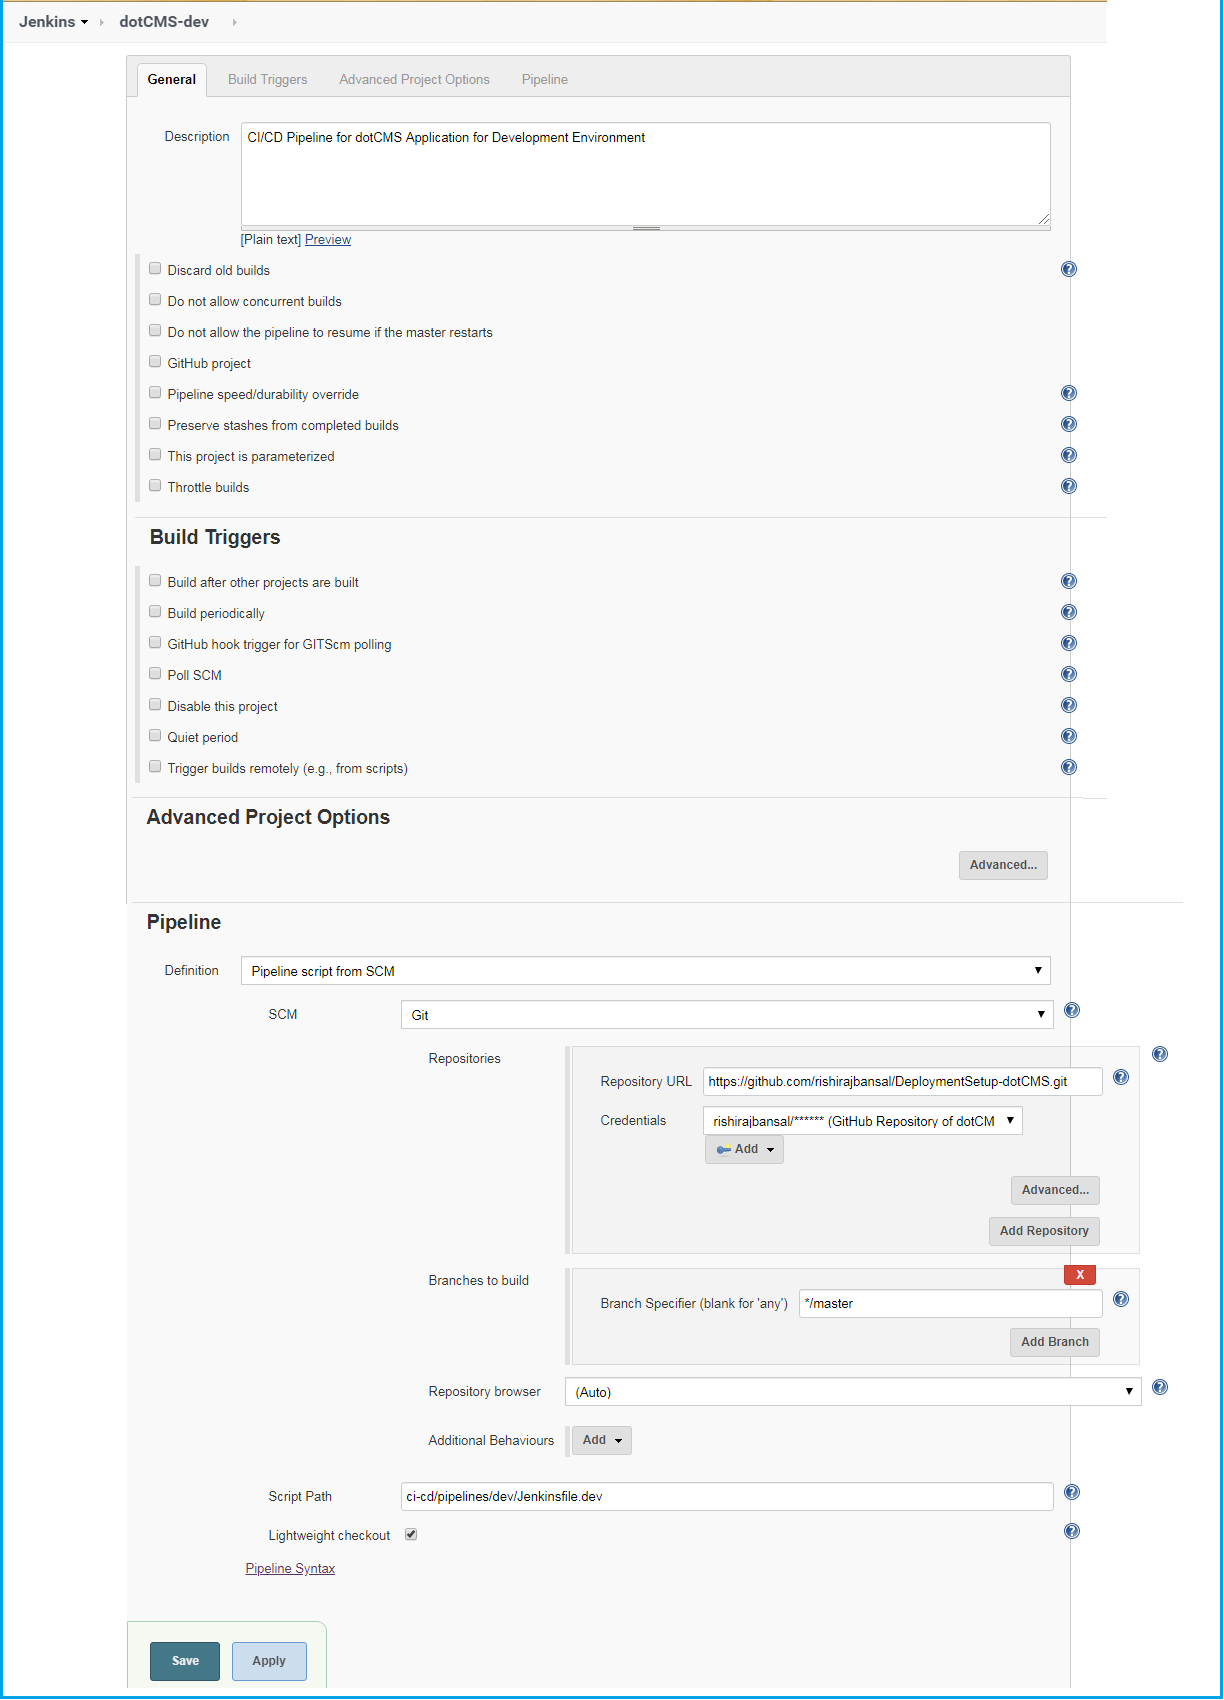 Jenkins dotCMS-dev
General Build Triggers Advanced Project Options Pipeline
Description CI/CD Pipeline for dotCMS Application for Development Environment
[Plain text] Preview
Discard old builds
Do not allow concurrent builds
Do not allow the pipeline to resume if the master restarts
GitHub project
Pipeline speed/durability override
Preserve stashes from completed builds
This project is parameterized
Throttle builds
Build Triggers
Build after other projects are built
Build periodically
GitHub hook trigger for GITScm polling
Poll SCM
Disable this project
Quiet period
Trigger builds remotely (e.g., from scripts)
Advanced Project Options
Advanced...
Pipeline
Definition Pipeline script from SCM
SCM Git
Repositories
Repository URL https://github.com/rishirajbansal/DeploymentSetup-dotCMS.git
Credentials rishirajbansal/****** (GitHub Repository of dotCM
Add
Advanced...
Add Repository
X
Branches to build
Branch Specifier (blank for 'any') */master
Add Branch
Repository browser (Auto)
Additional Behaviours Add
Script Path ci-cd/pipelines/dev/Jenkinsfile.dev
Lightweight checkout
Pipeline Syntax
Save Apply